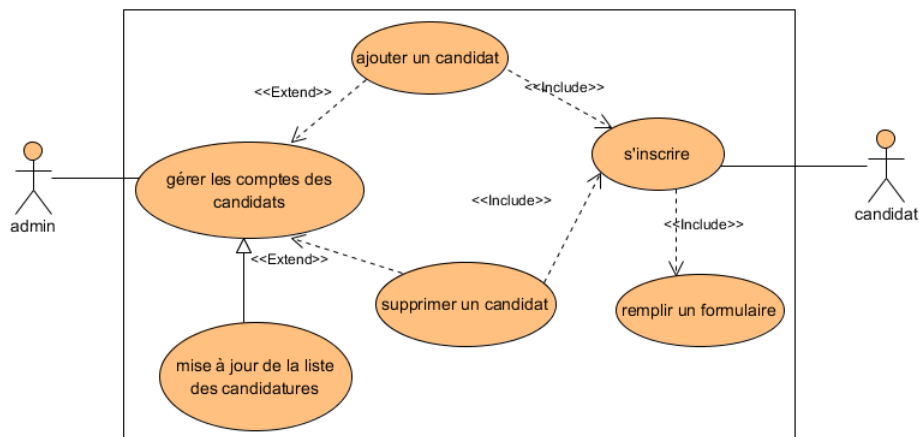 ajouter un candidat
<<Extend>>
<<Include>>
s'inscrire
gérer les comptes des
candidats
admin
candidat
<<Include>>
<<Include>>
<<Extend>>
supprimer un candidat
remplir un formulaire
mise à jour de la liste
des candidatures